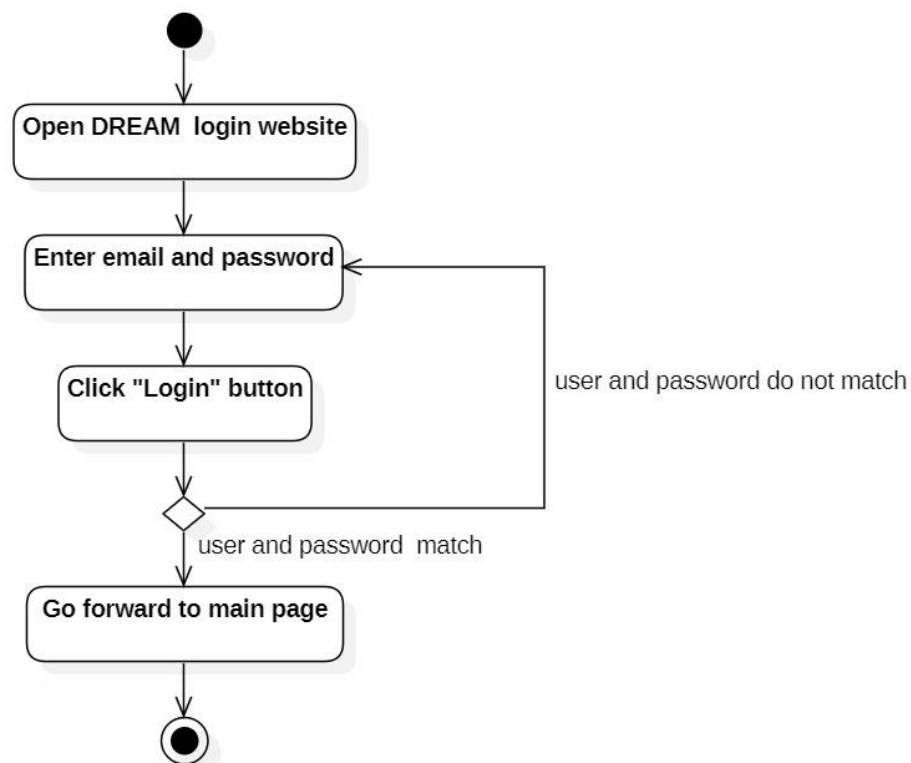 Open DREAM  login website
Enter email and password
Click "Login" button
user and password do not match
user and password  match
Go forward to main page